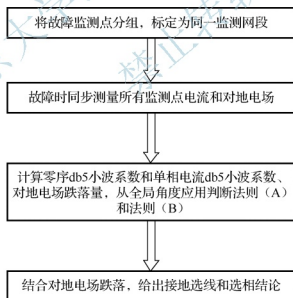 将故障监测点分组，标定为同一监测网段
故障时同步测量所有监测点电流和对地电场
计算零序db5小波系数和单相电流db5小波系数、
对地电场跌落量，从全局角度应用判断法则（A）
和法则（B）
结合对地电场跌落，给出接地选线和选相结论